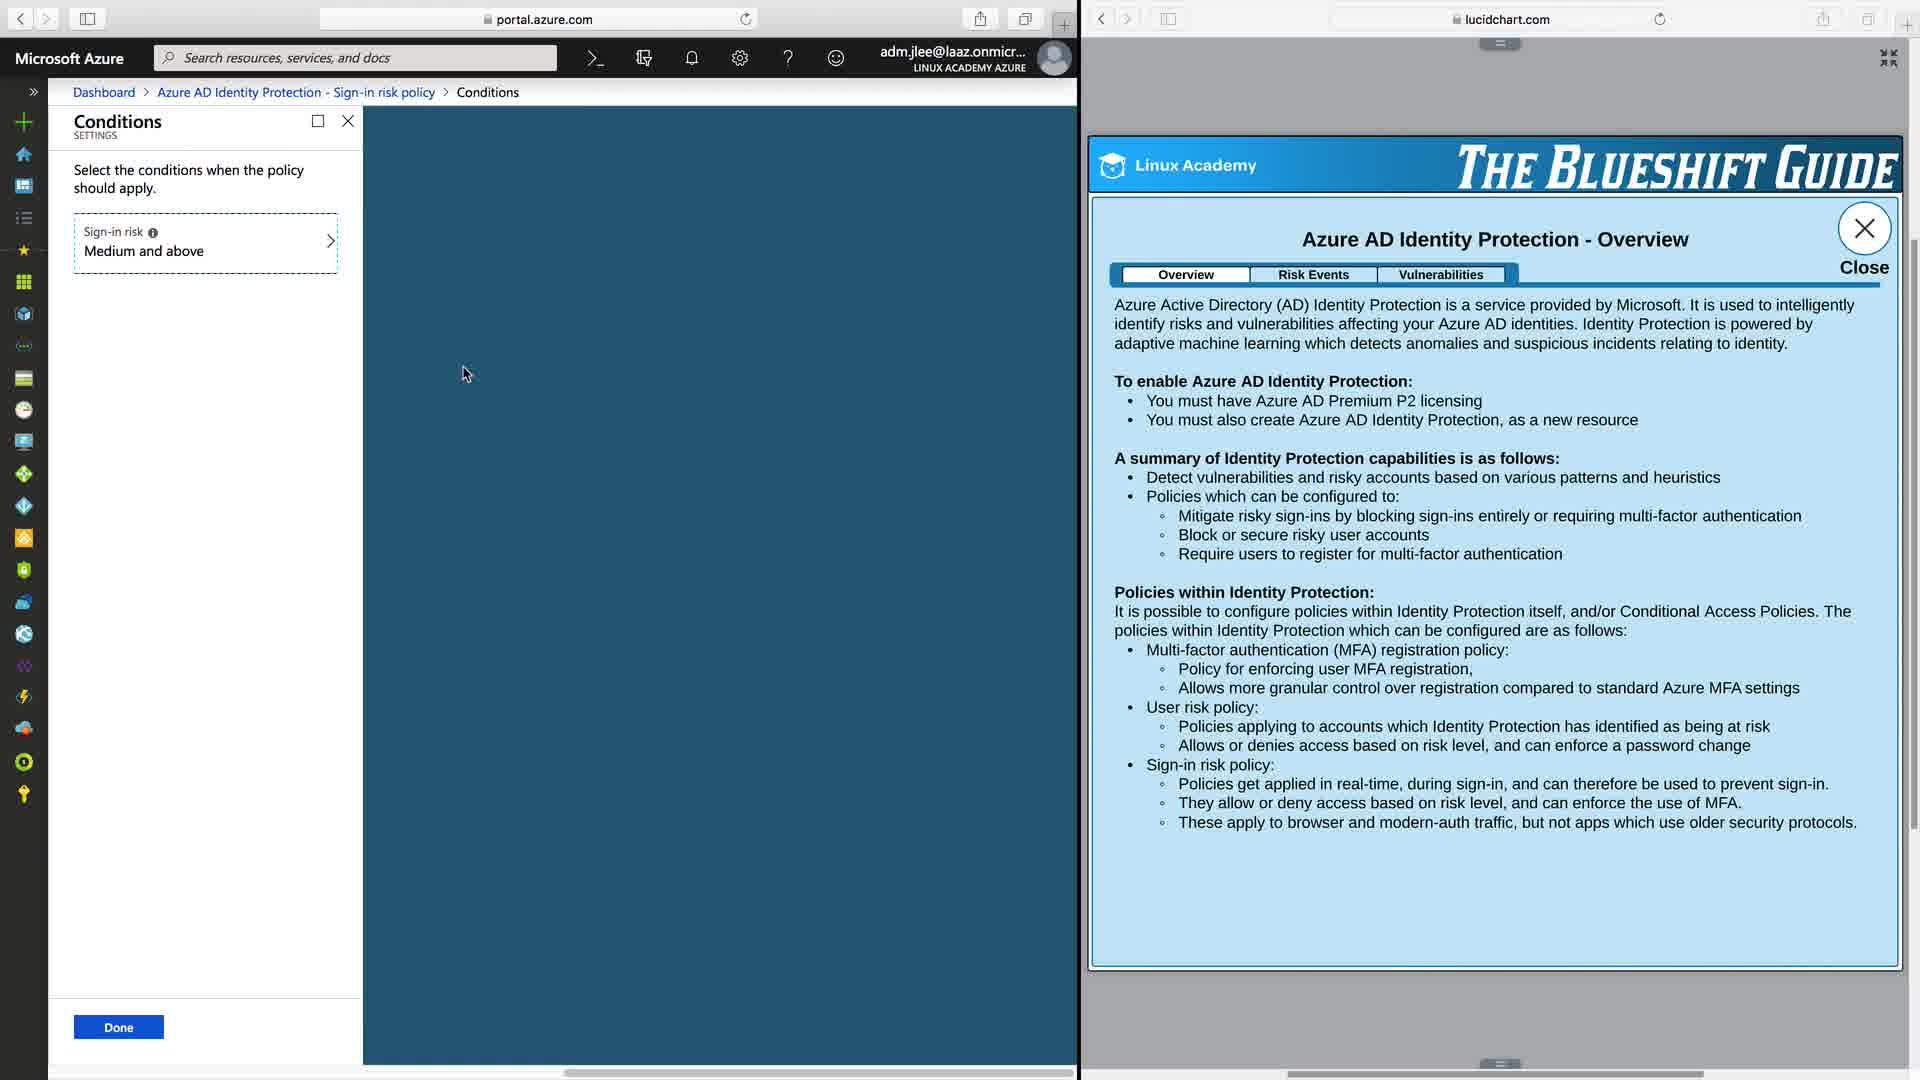 portal.azure.com
Microsoft Azure
Search resources, services, and docs
adm.jlee@laaz.onmicr...
LINUX ACADEMY AZURE
Dashboard > Azure AD Identity Protection - Sign-in risk policy > Conditions
Conditions
SETTINGS
Select the conditions when the policy
should apply.
Sign-in risk
Medium and above
Done
lucidchart.com
Linux Academy
THE BLUESHIFT GUIDE
Azure AD Identity Protection - Overview
Close
Overview Risk Events Vulnerabilities
Azure Active Directory (AD) Identity Protection is a service provided by Microsoft. It is used to intelligently
identify risks and vulnerabilities affecting your Azure AD identities. Identity Protection is powered by
adaptive machine learning which detects anomalies and suspicious incidents relating to identity.
To enable Azure AD Identity Protection:
• You must have Azure AD Premium P2 licensing
• You must also create Azure AD Identity Protection, as a new resource
A summary of Identity Protection capabilities is as follows:
• Detect vulnerabilities and risky accounts based on various patterns and heuristics
• Policies which can be configured to:
◦ Mitigate risky sign-ins by blocking sign-ins entirely or requiring multi-factor authentication
◦ Block or secure risky user accounts
◦ Require users to register for multi-factor authentication
Policies within Identity Protection:
It is possible to configure policies within Identity Protection itself, and/or Conditional Access Policies. The
policies within Identity Protection which can be configured are as follows:
• Multi-factor authentication (MFA) registration policy:
◦ Policy for enforcing user MFA registration,
◦ Allows more granular control over registration compared to standard Azure MFA settings
• User risk policy:
◦ Policies applying to accounts which Identity Protection has identified as being at risk
◦ Allows or denies access based on risk level, and can enforce a password change
• Sign-in risk policy:
◦ Policies get applied in real-time, during sign-in, and can therefore be used to prevent sign-in.
◦ They allow or deny access based on risk level, and can enforce the use of MFA.
◦ These apply to browser and modern-auth traffic, but not apps which use older security protocols.